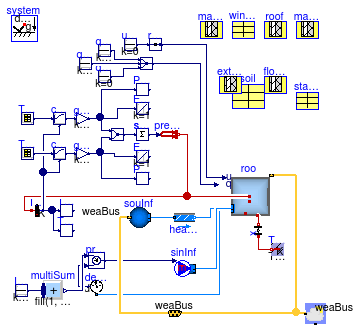 system
d...
ma...
win...
roof
ma...
u
k=0
r...
q...
k...
q...
u...
k=0
ext...
soil
flo...
sta...
P...
E...
k=1
T
c...
g...
k...
s...
pre...
T
c...
g...
k...
E...
k=1
P...
roo
u
q
weaBus
souInf
hea...
T...
pr...
sinInf
multiSum
+
fill(1, ...
de...
k...
weaBus
weaBus